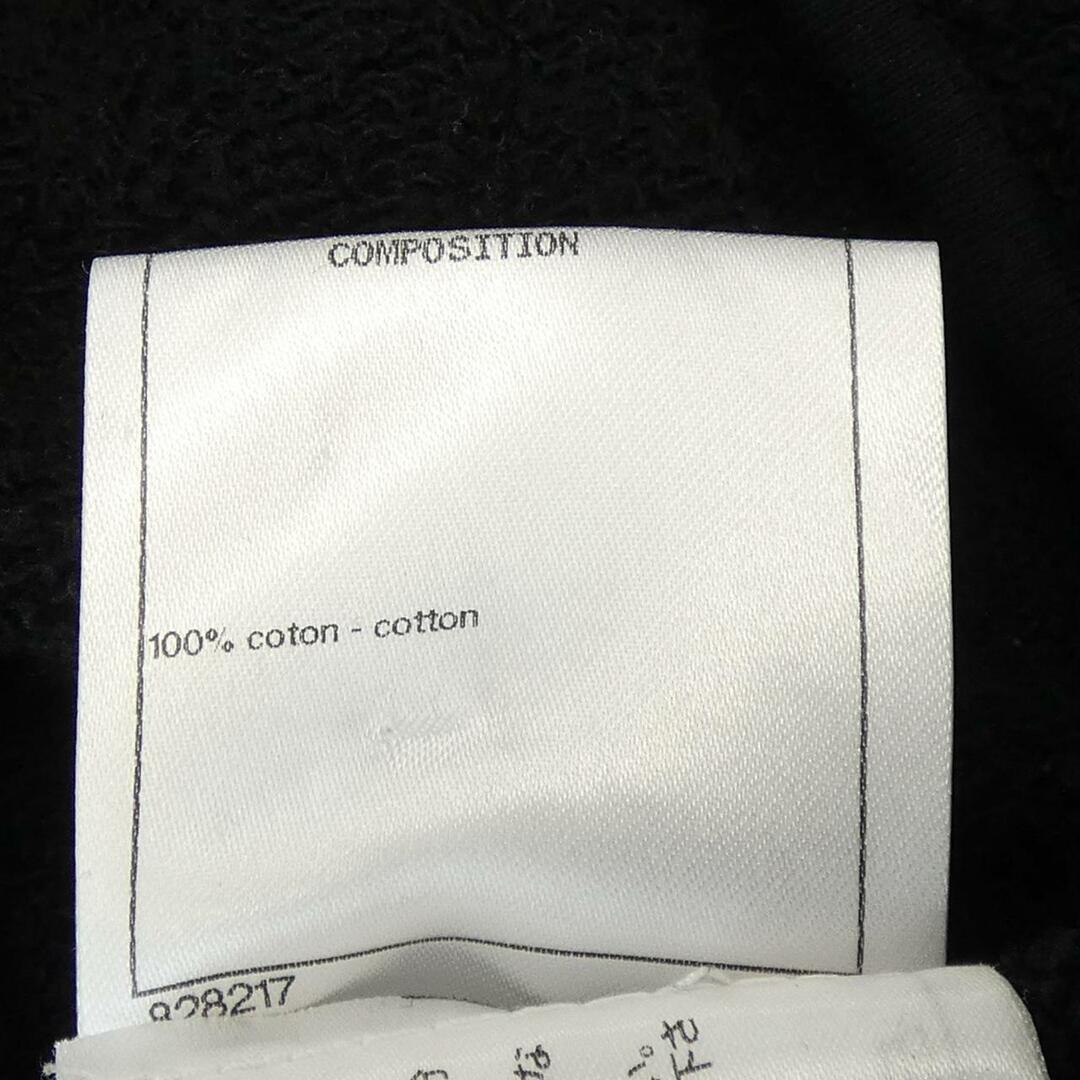 COMPOSITION
100% coton - cotton
828217